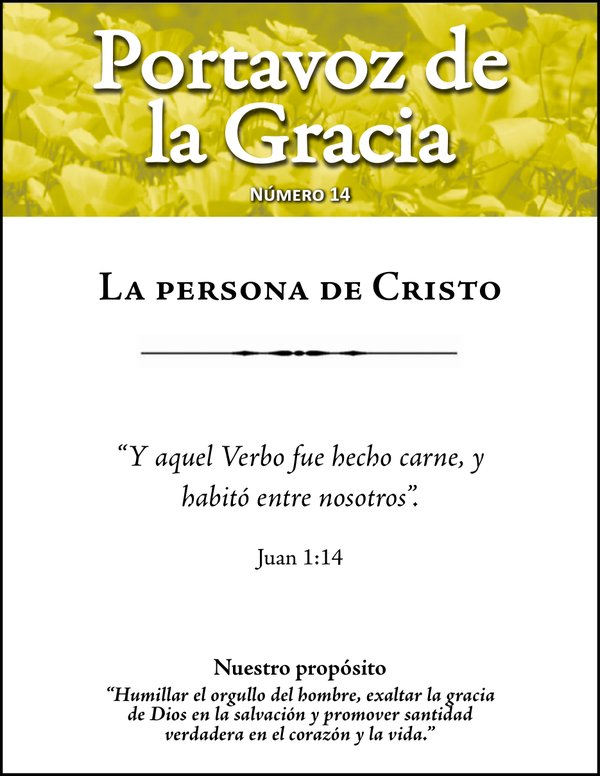 Portavoz de
la Gracia
Número 14
La persona de Cristo
“Y aquel Verbo fue hecho carne, y
habitó entre nosotros”.
Juan 1:14
Nuestro propósito
“Humillar el orgullo del hombre, exaltar la gracia
de Dios en la salvación y promover santidad
verdadera en el corazón y la vida.”